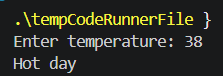 .\tempCodeRunnerFile }
Enter temperature: 38
Hot day